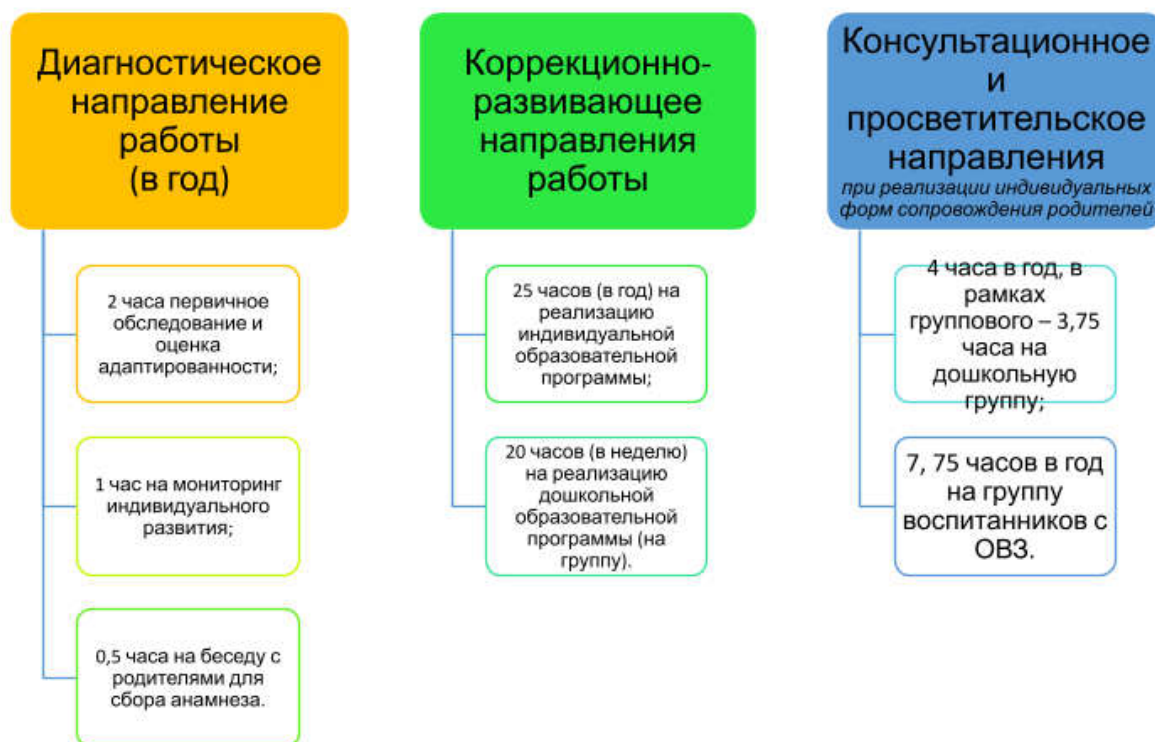 Диагностическое
направление
работы
(в год)
2 часа первичное
обследование и
оценка
адаптированности;
1 час на мониторинг
индивидуального
развития;
0,5 часа на беседу с
родителями для
сбора анамнеза.
Коррекционно-
развивающее
направления
работы
25 часов (в год) на
реализацию
индивидуальной
образовательной
программы;
20 часов (в неделю)
на реализацию
дошкольной
образовательной
программы (на
группу).
Консультационное
и
просветительское
направления
при реализации индивидуальных
форм сопровождения родителей
4 часа в год, в
рамках
группового – 3,75
часа на
дошкольную
группу;
7, 75 часов в год
на группу
воспитанников с
ОВЗ.